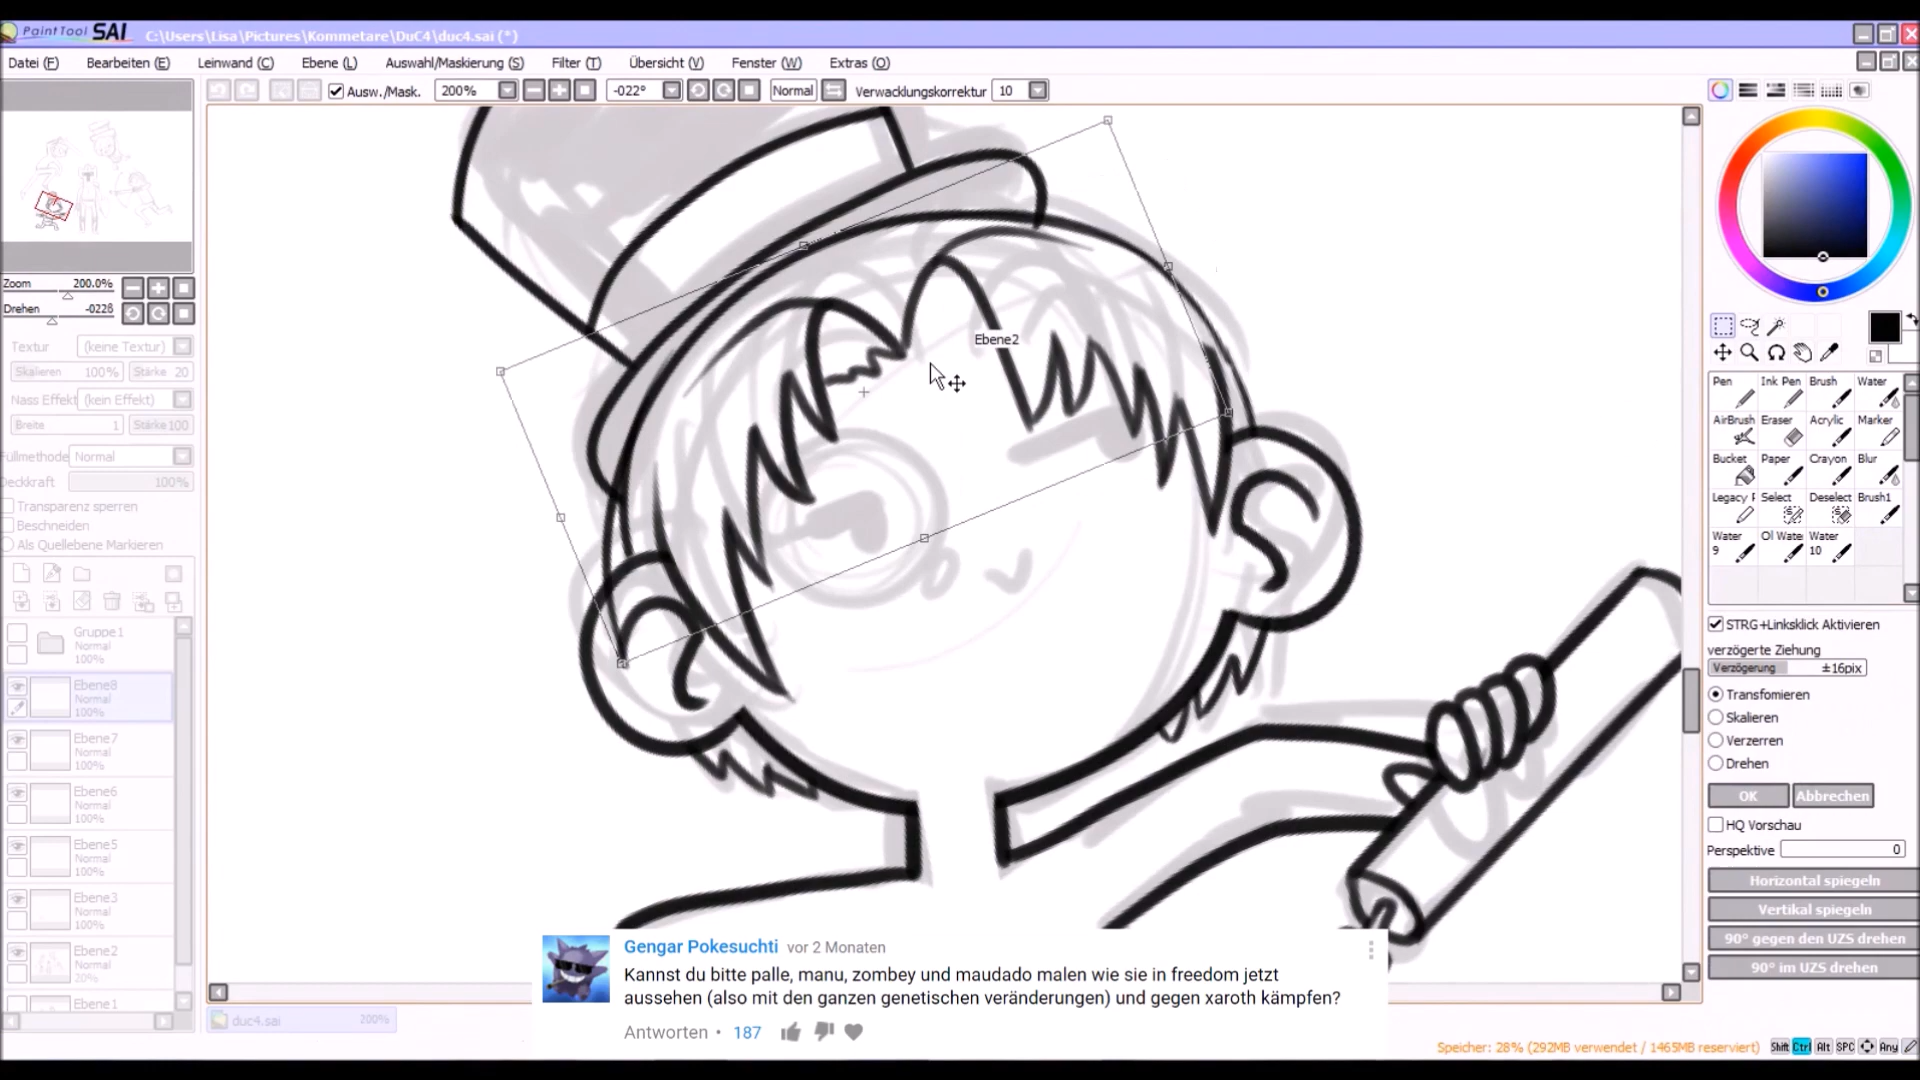 PaintTool SAI C:\Users\Lisa\Pictures\Kommetare\DuC4\duc4.sai (*)
Datei (F) Bearbeiten (E) Leinwand (C) Ebene (L) Auswahl/Maskierung (S) Filter (T) Übersicht (V) Fenster (W) Extras (O)
Ausw./Mask. 200% -022° Normal Verwacklungskorrektur 10
Zoom 200.0%
Drehen -0226
Textur (keine Textur)
Skalieren 100% Stärke 20
Nass Effekt (kein Effekt)
Breite 1 Stärke 100
Füllmethode Normal
Deckkraft 100%
Transparenz sperren
Beschneiden
Als Quellebene Markieren
Gruppe1
Normal
100%
Ebene8
Normal
100%
Ebene7
Normal
100%
Ebene6
Normal
100%
Ebene5
Normal
100%
Ebene3
Normal
100%
Ebene2
Normal
20%
Ebene1
Ebene2
duc4.sai 200%
Pen Ink Pen Brush Water
AirBrush Eraser Acrylic Marker
Bucket Paper Crayon Blur
Legacy F Select Deselect Brush1
Water 9 Ol Wate Water 10
STRG+Linksklick Aktivieren
verzögerte Ziehung
Verzögerung ±16pix
Transfomieren
Skalieren
Verzerren
Drehen
OK Abbrechen
HQ Vorschau
Perspektive 0
Horizontal spiegeln
Vertikal spiegeln
90° gegen den UZS drehen
90° im UZS drehen
Gengar Pokesuchti vor 2 Monaten
Kannst du bitte palle, manu, zombey und maudado malen wie sie in freedom jetzt
aussehen (also mit den ganzen genetischen veränderungen) und gegen xaroth kämpfen?
Antworten • 187
Speicher: 28% (292MB verwendet / 1465MB reserviert) Shift Ctrl Alt SPC Any